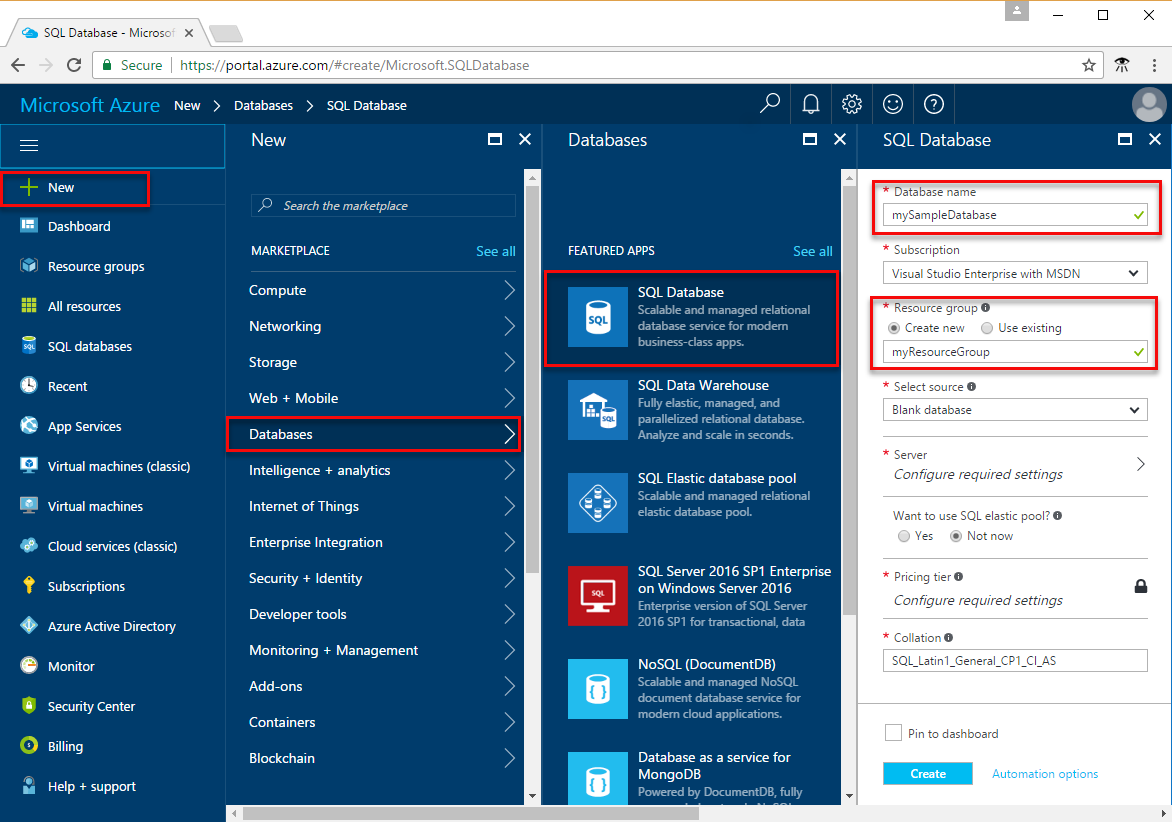 SQL Database - Microsof
Secure
https://portal.azure.com/#create/Microsoft.SQLDatabase
Microsoft Azure New > Databases > SQL Database
New
Dashboard
Resource groups
All resources
SQL
SQL databases
Recent
App Services
Virtual machines (classic)
Virtual machines
Cloud services (classic)
Subscriptions
Azure Active Directory
Monitor
Security Center
Billing
Help + support
New
Search the marketplace
MARKETPLACE See all
Compute
Networking
Storage
Web + Mobile
Databases
Intelligence + analytics
Internet of Things
Enterprise Integration
Security + Identity
Developer tools
Monitoring + Management
Add-ons
Containers
Blockchain
Databases
FEATURED APPS See all
SQL
SQL Database
Scalable and managed relational
database service for modern
business-class apps.
SQL
SQL Data Warehouse
Fully elastic, managed, and
parallelized relational database.
Analyze and scale in seconds.
SQL Elastic database pool
Scalable and managed relational
elastic database pool.
SQL
SQL Server 2016 SP1 Enterprise
on Windows Server 2016
Enterprise version of SQL Server
2016 SP1 for transactional, data
{ }
NoSQL (DocumentDB)
Scalable and managed NoSQL
document database service for
modern cloud applications.
{ }
Database as a service for
MongoDB
Powered by DocumentDB, fully
SQL Database
* Database name
mySampleDatabase
* Subscription
Visual Studio Enterprise with MSDN
* Resource group
Create new Use existing
myResourceGroup
* Select source
Blank database
* Server
Configure required settings
Want to use SQL elastic pool?
Yes Not now
* Pricing tier
Configure required settings
* Collation
SQL_Latin1_General_CP1_CI_AS
Pin to dashboard
Create Automation options